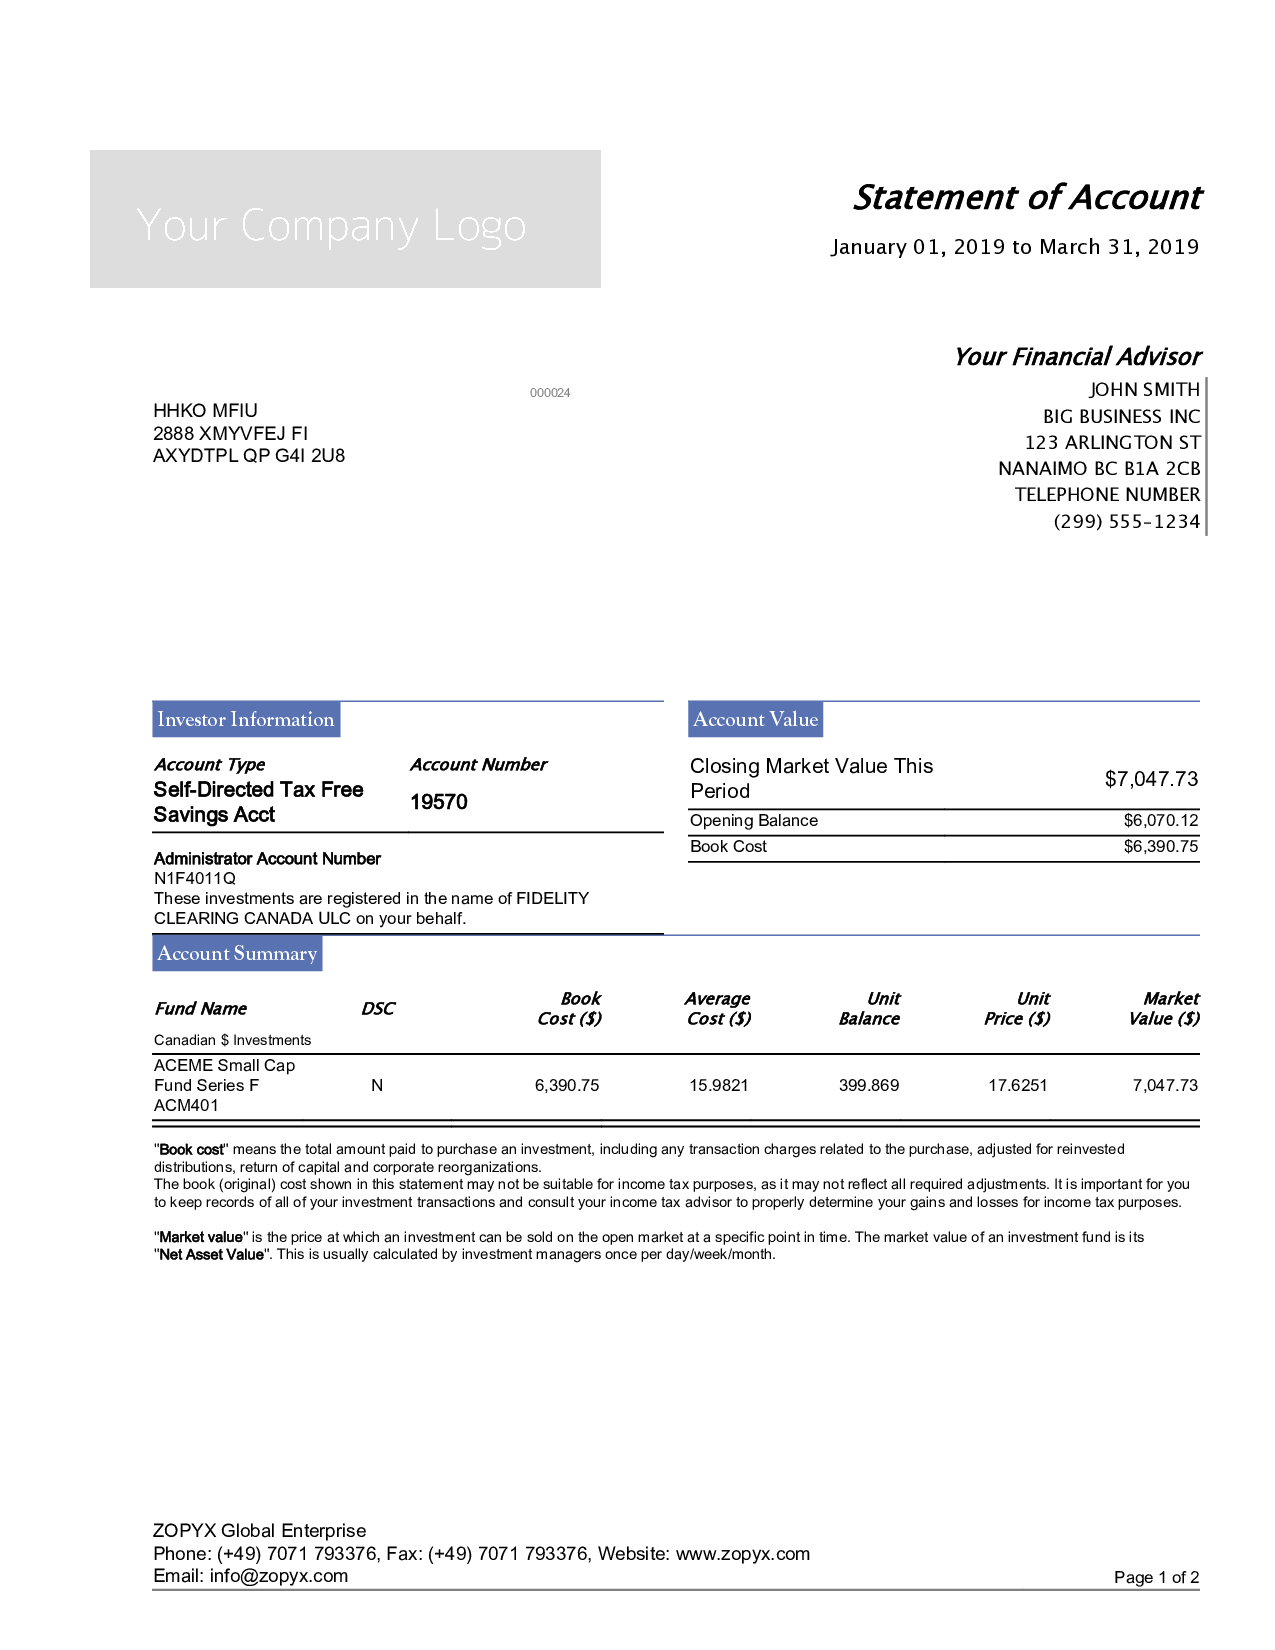 Your Company Logo
Statement of Account
January 01, 2019 to March 31, 2019
Your Financial Advisor
JOHN SMITH
BIG BUSINESS INC
123 ARLINGTON ST
NANAIMO BC B1A 2CB
TELEPHONE NUMBER
(299) 555-1234
000024
HHKO MFIU
2888 XMYVFEJ FI
AXYDTPL QP G4I 2U8
Investor Information
Account Type Account Number
Self-Directed Tax Free
Savings Acct
19570
Administrator Account Number
N1F4011Q
These investments are registered in the name of FIDELITY
CLEARING CANADA ULC on your behalf.
Account Value
Closing Market Value This
Period
$7,047.73
Opening Balance $6,070.12
Book Cost $6,390.75
Account Summary
Fund Name DSC Book Cost ($) Average Cost ($) Unit Balance Unit Price ($) Market Value ($)
Canadian $ Investments
ACEME Small Cap
Fund Series F N 6,390.75 15.9821 399.869 17.6251 7,047.73
ACM401
"Book cost" means the total amount paid to purchase an investment, including any transaction charges related to the purchase, adjusted for reinvested
distributions, return of capital and corporate reorganizations.
The book (original) cost shown in this statement may not be suitable for income tax purposes, as it may not reflect all required adjustments. It is important for you
to keep records of all of your investment transactions and consult your income tax advisor to properly determine your gains and losses for income tax purposes.
"Market value" is the price at which an investment can be sold on the open market at a specific point in time. The market value of an investment fund is its
"Net Asset Value". This is usually calculated by investment managers once per day/week/month.
ZOPYX Global Enterprise
Phone: (+49) 7071 793376, Fax: (+49) 7071 793376, Website: www.zopyx.com
Email: info@zopyx.com
Page 1 of 2